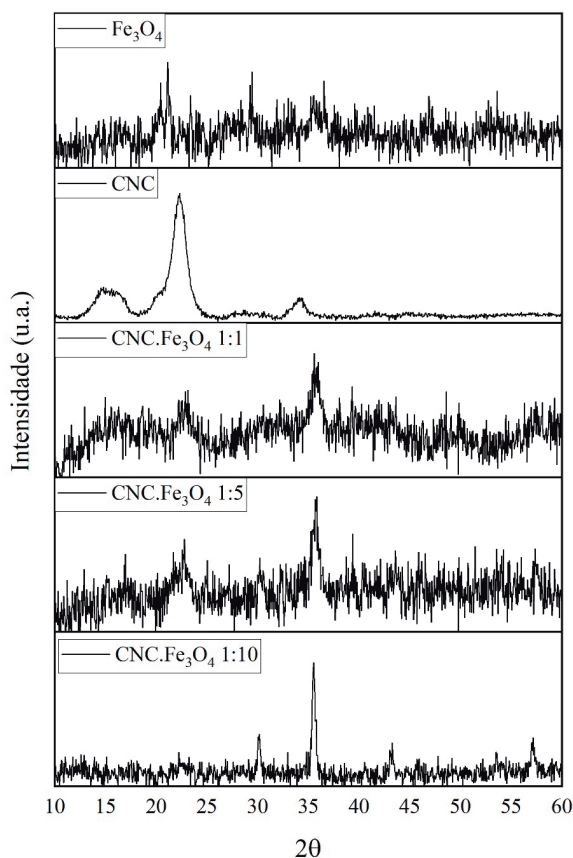 Fe₃O₄
CNC
CNC.Fe₃O₄ 1:1
CNC.Fe₃O₄ 1:5
CNC.Fe₃O₄ 1:10
Intensidade (u.a.)
10 15 20 25 30 35 40 45 50 55 60
2θ